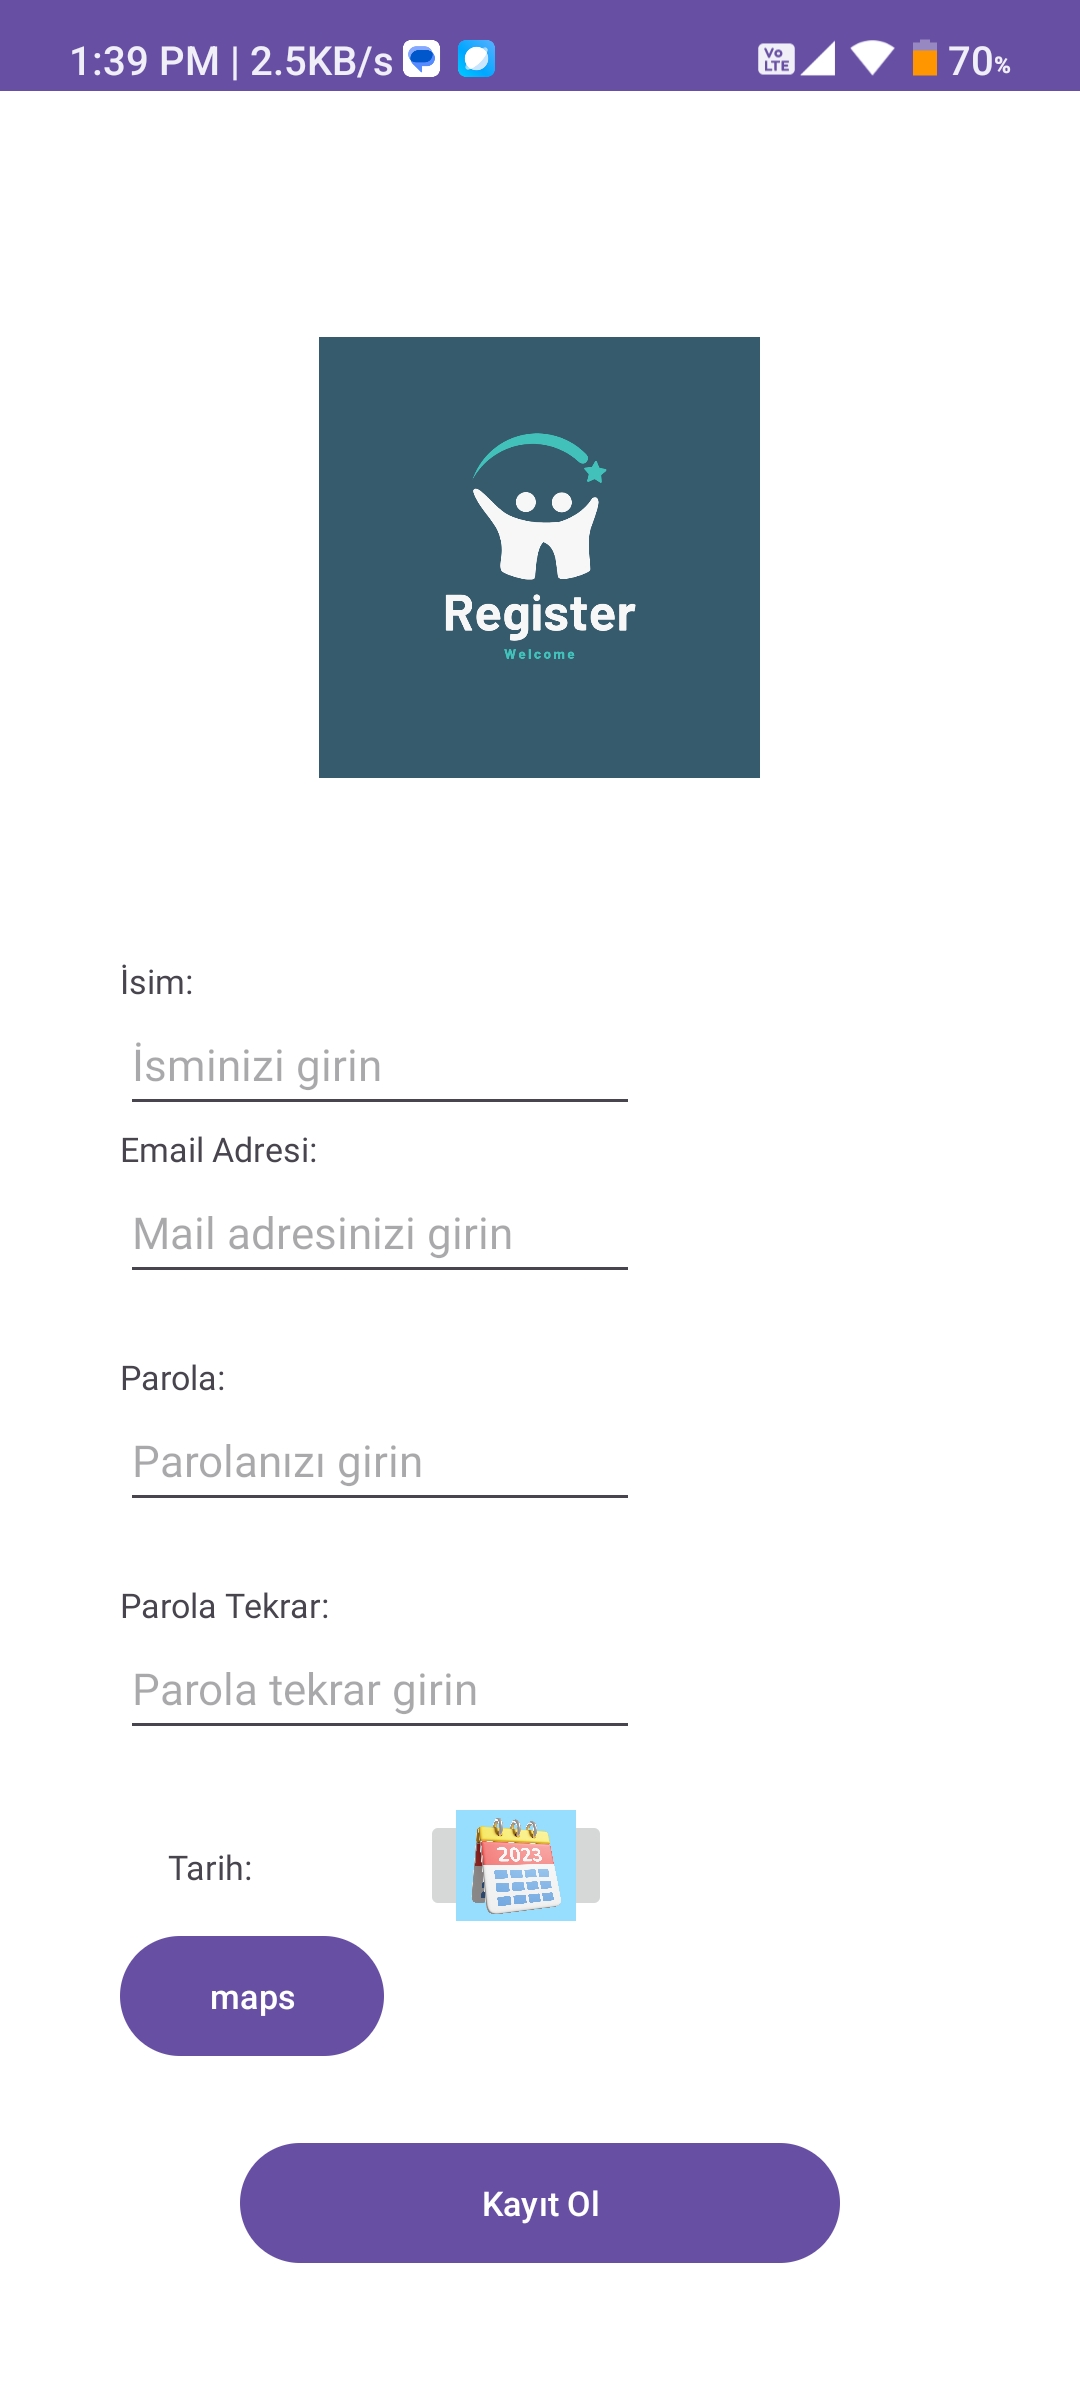 1:39 PM | 2.5KB/s
Vo LTE
70%
Register
Welcome
İsim:
İsminizi girin
Email Adresi:
Mail adresinizi girin
Parola:
Parolanızı girin
Parola Tekrar:
Parola tekrar girin
Tarih:
2023
maps
Kayıt Ol